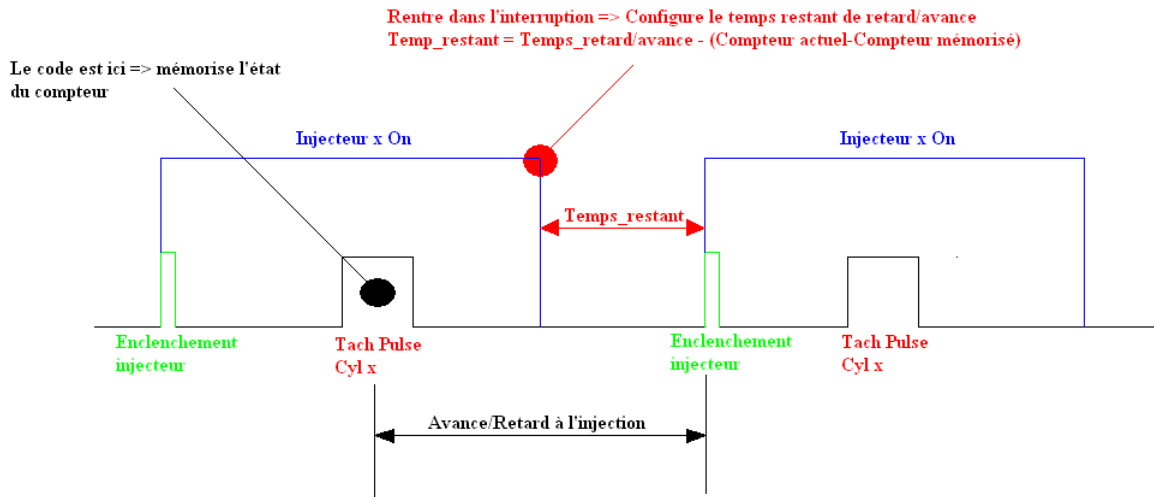 Rentre dans l'interruption => Configure le temps restant de retard/avance
Temp_restant = Temps_retard/avance - (Compteur actuel-Compteur mémorisé)
Le code est ici => mémorise l'état
du compteur
Injecteur x On
Injecteur x On
Temps_restant
Enclenchement
injecteur
Tach Pulse
Cyl x
Enclenchement
injecteur
Tach Pulse
Cyl x
Avance/Retard à l'injection